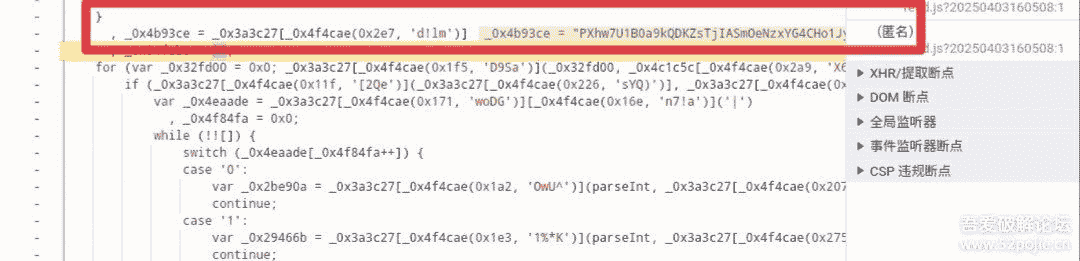 }
, _0x4b93ce = _0x3a3c27[_0x4f4cae(0x2e7, 'd!lm')] _0x4b93ce = "PXhw7U1B0a9kQDKZsTjIASmOeNzxYG4CHo1Jy
for (var _0x32fd00 = 0x0; _0x3a3c27[_0x4f4cae(0x1f5, 'D9Sa')](_0x32fd00, _0x4c1c5c[_0x4f4cae(0x2a9, 'X6
if (_0x3a3c27[_0x4f4cae(0x11f, '[2Qe')](_0x3a3c27[_0x4f4cae(0x226, 'sYQ)')], _0x3a3c27[_0x4f4cae(0x
var _0x4eaade = _0x3a3c27[_0x4f4cae(0x171, 'woDG')][_0x4f4cae(0x16e, 'n7!a')]('|')
, _0x4f84fa = 0x0;
while (!![]) {
switch (_0x4eaade[_0x4f84fa++]) {
case '0':
var _0x2be90a = _0x3a3c27[_0x4f4cae(0x1a2, 'OwU^')](parseInt, _0x3a3c27[_0x4f4cae(0x207
continue;
case '1':
var _0x29466b = _0x3a3c27[_0x4f4cae(0x1e3, '1%*K')](parseInt, _0x3a3c27[_0x4f4cae(0x275
continue;
read.js?20250403160508:1
(匿名)
d.js?20250403160508:1
XHR/提取断点
DOM 断点
全局监听器
事件监听器断点
CSP 违规断点
吾爱破解论坛
www.52pojie.cn